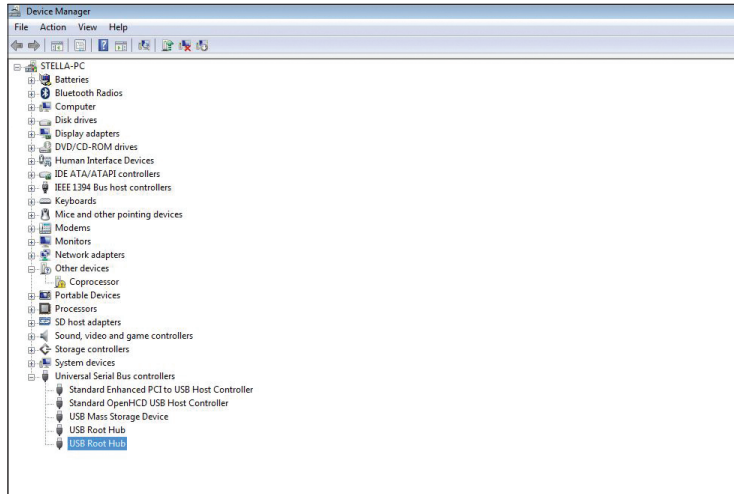 Device Manager
File Action View Help
STELLA-PC
Batteries
Bluetooth Radios
Computer
Disk drives
Display adapters
DVD/CD-ROM drives
Human Interface Devices
IDE ATA/ATAPI controllers
IEEE 1394 Bus host controllers
Keyboards
Mice and other pointing devices
Modems
Monitors
Network adapters
Other devices
Coprocessor
Portable Devices
Processors
SD host adapters
Sound, video and game controllers
Storage controllers
System devices
Universal Serial Bus controllers
Standard Enhanced PCI to USB Host Controller
Standard OpenHCD USB Host Controller
USB Mass Storage Device
USB Root Hub
USB Root Hub